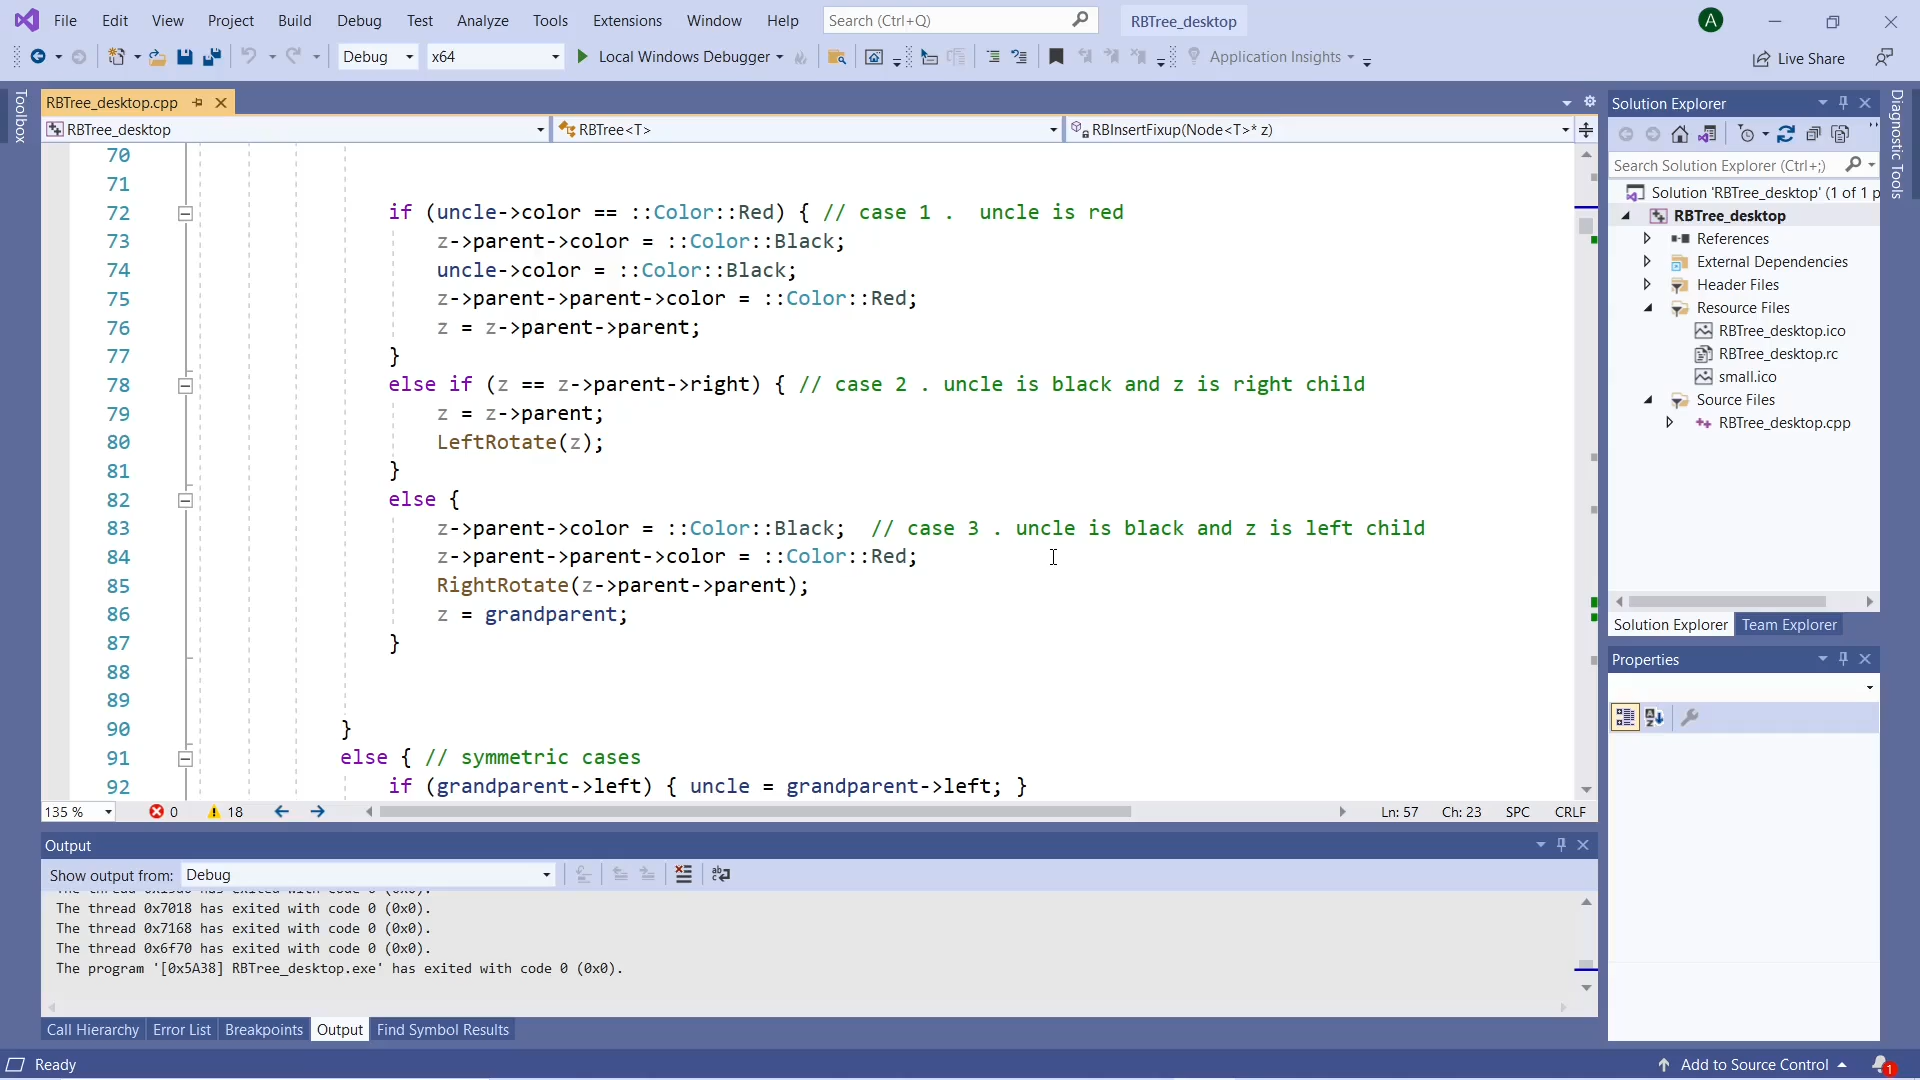 File Edit View Project Build Debug Test Analyze Tools Extensions Window Help Search (Ctrl+Q) RBTree_desktop A
Debug x64 Local Windows Debugger Application Insights Live Share
Toolbox
RBTree_desktop.cpp
RBTree_desktop RBTree<T> RBInsertFixup(Node<T>* z)
70
71
72 if (uncle->color == ::Color::Red) { // case 1 .  uncle is red
73 z->parent->color = ::Color::Black;
74 uncle->color = ::Color::Black;
75 z->parent->parent->color = ::Color::Red;
76 z = z->parent->parent;
77 }
78 else if (z == z->parent->right) { // case 2 . uncle is black and z is right child
79 z = z->parent;
80 LeftRotate(z);
81 }
82 else {
83 z->parent->color = ::Color::Black;  // case 3 . uncle is black and z is left child
84 z->parent->parent->color = ::Color::Red;
85 RightRotate(z->parent->parent);
86 z = grandparent;
87 }
88
89
90 }
91 else { // symmetric cases
92 if (grandparent->left) { uncle = grandparent->left; }
135 % 0 18 Ln: 57 Ch: 23 SPC CRLF
Output
Show output from: Debug
The thread 0x7018 has exited with code 0 (0x0).
The thread 0x7168 has exited with code 0 (0x0).
The thread 0x6f70 has exited with code 0 (0x0).
The program '[0x5A38] RBTree_desktop.exe' has exited with code 0 (0x0).
Call Hierarchy Error List Breakpoints Output Find Symbol Results
Solution Explorer
Search Solution Explorer (Ctrl+;)
Solution 'RBTree_desktop' (1 of 1 p
RBTree_desktop
References
External Dependencies
Header Files
Resource Files
RBTree_desktop.ico
RBTree_desktop.rc
small.ico
Source Files
RBTree_desktop.cpp
Solution Explorer Team Explorer
Properties
Diagnostic Tools
Ready Add to Source Control 1